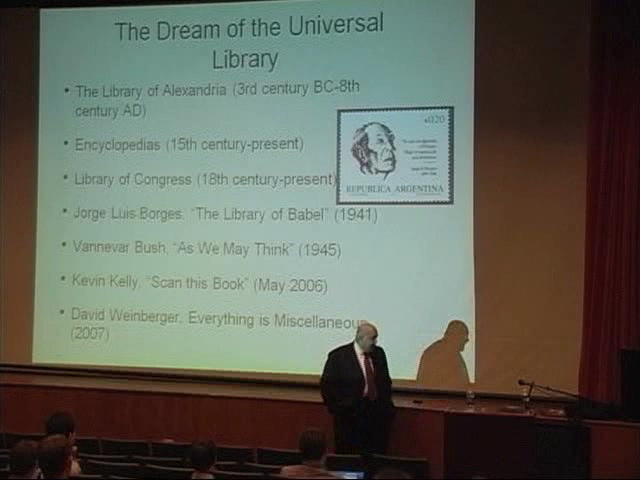 The Dream of the Universal
Library
• The Library of Alexandria (3rd century BC-8th
century AD)
• Encyclopedias (15th century-present)
• Library of Congress (18th century-present)
• Jorge Luis Borges, "The Library of Babel" (1941)
• Vannevar Bush, "As We May Think" (1945)
• Kevin Kelly, "Scan this Book" (May 2006)
• David Weinberger, Everything is Miscellaneous
(2007)
REPUBLICA ARGENTINA